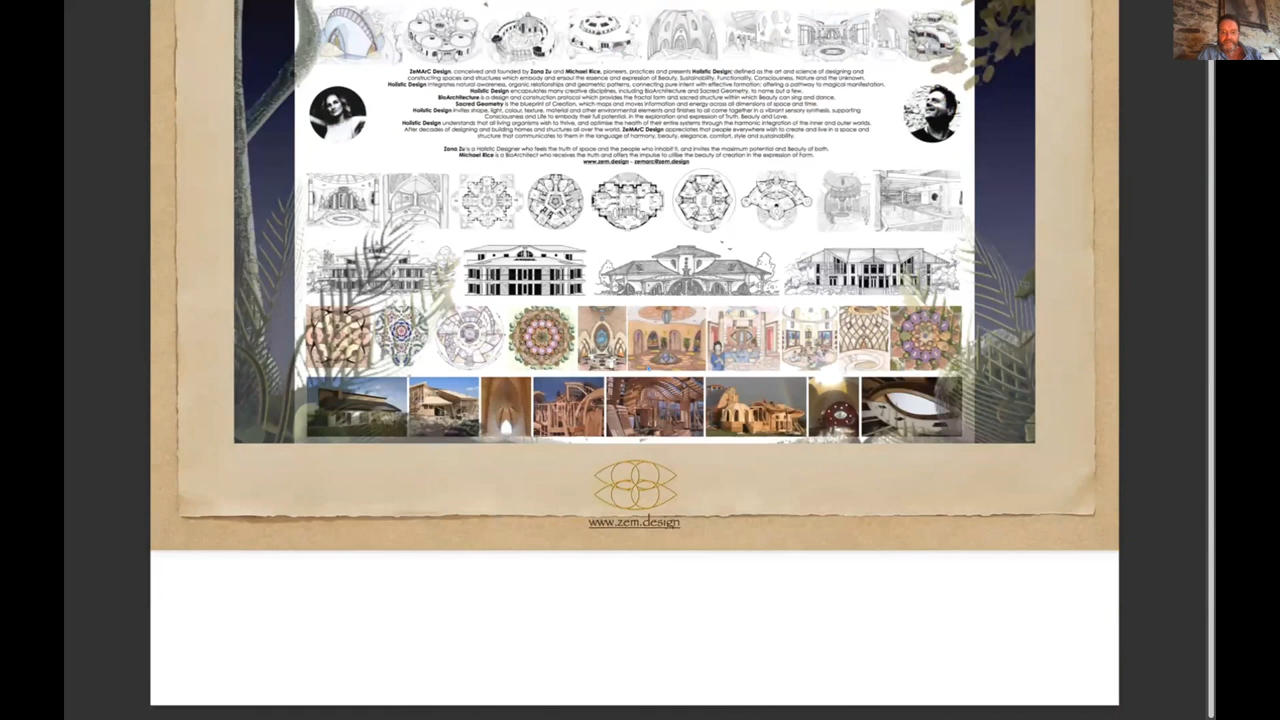 ZeMArC Design, conceived and founded by Zona Zu and Michael Rice, pioneers, practices and presents Holistic Design; defined as the art and science of designing and
constructing spaces and structures which embody and ensoul the essence and expression of Beauty, Sustainability, Functionality, Consciousness, Nature and the Unknown.
Holistic Design integrates natural awareness, organic relationships and geometric patterns, connecting pure intent with effective formation; offering a pathway to magical manifestation.
Holistic Design encapsulates many creative disciplines, including BioArchitecture and Sacred Geometry, to name but a few.
BioArchitecture is a design and construction protocol which provides the fractal form and sacred structure within which Beauty can sing and dance.
Sacred Geometry is the blueprint of Creation, which maps and moves information and energy across all dimensions of space and time.
Holistic Design invites shape, light, colour, texture, material and other environmental elements and finishes to all come together in a vibrant sensory synthesis, supporting
Consciousness and Life to embody their full potential, in the exploration and expression of Truth, Beauty and Love.
Holistic Design understands that all living organisms wish to thrive, and optimise the health of their entire systems through the harmonic integration of the inner and outer worlds.
After decades of designing and building homes and structures all over the world, ZeMArC Design appreciates that people everywhere wish to create and live in a space and
structure that communicates to them in the language of harmony, beauty, elegance, comfort, style and sustainability.
Zona Zu is a Holistic Designer who feels the truth of space and the people who inhabit it, and invites the maximum potential and Beauty of both.
Michael Rice is a BioArchitect who receives the truth and offers the impulse to utilise the beauty of creation in the expression of Form.
www.zem.design - zemarc@zem.design
www.zem.design